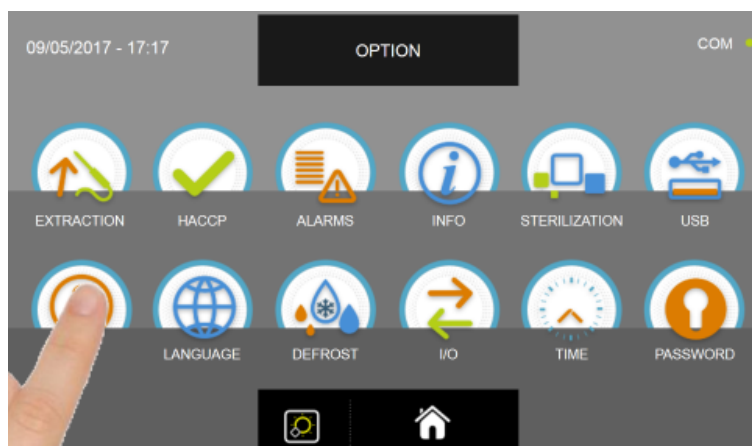 09/05/2017 - 17:17
OPTION
COM
EXTRACTION
HACCP
ALARMS
INFO
STERILIZATION
USB
LANGUAGE
DEFROST
I/O
TIME
PASSWORD